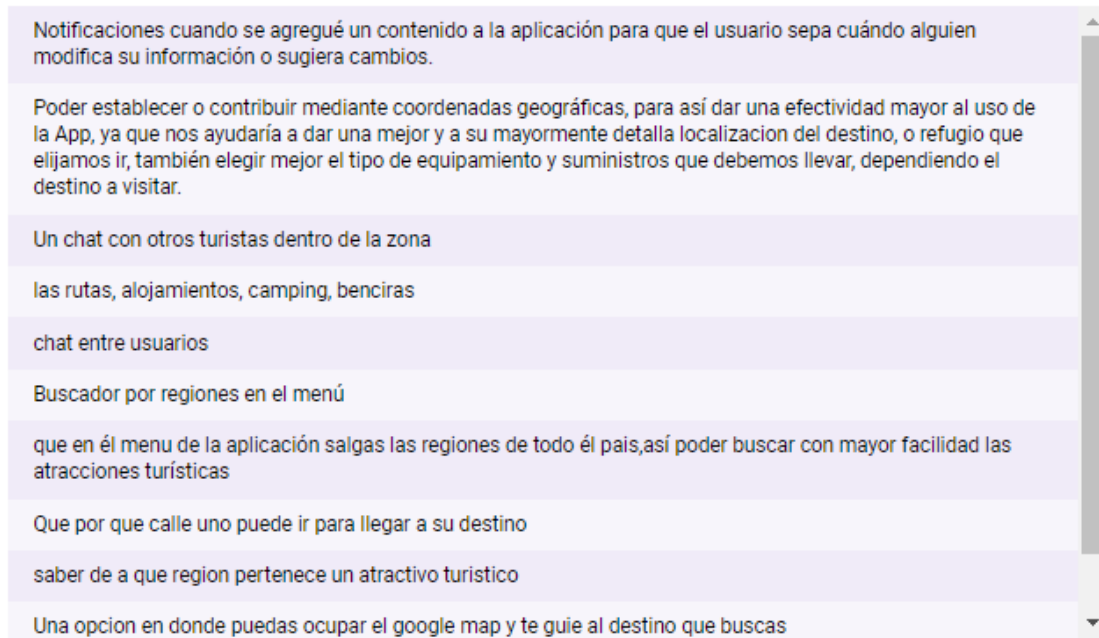 Notificaciones cuando se agregué un contenido a la aplicación para que el usuario sepa cuándo alguien
modifica su información o sugiera cambios.
Poder establecer o contribuir mediante coordenadas geográficas, para así dar una efectividad mayor al uso de
la App, ya que nos ayudaría a dar una mejor y a su mayormente detalla localizacion del destino, o refugio que
elijamos ir, también elegir mejor el tipo de equipamiento y suministros que debemos llevar, dependiendo el
destino a visitar.
Un chat con otros turistas dentro de la zona
las rutas, alojamientos, camping, benciras
chat entre usuarios
Buscador por regiones en el menú
que en él menu de la aplicación salgas las regiones de todo él pais,así poder buscar con mayor facilidad las
atracciones turísticas
Que por que calle uno puede ir para llegar a su destino
saber de a que region pertenece un atractivo turistico
Una opcion en donde puedas ocupar el google map y te guie al destino que buscas